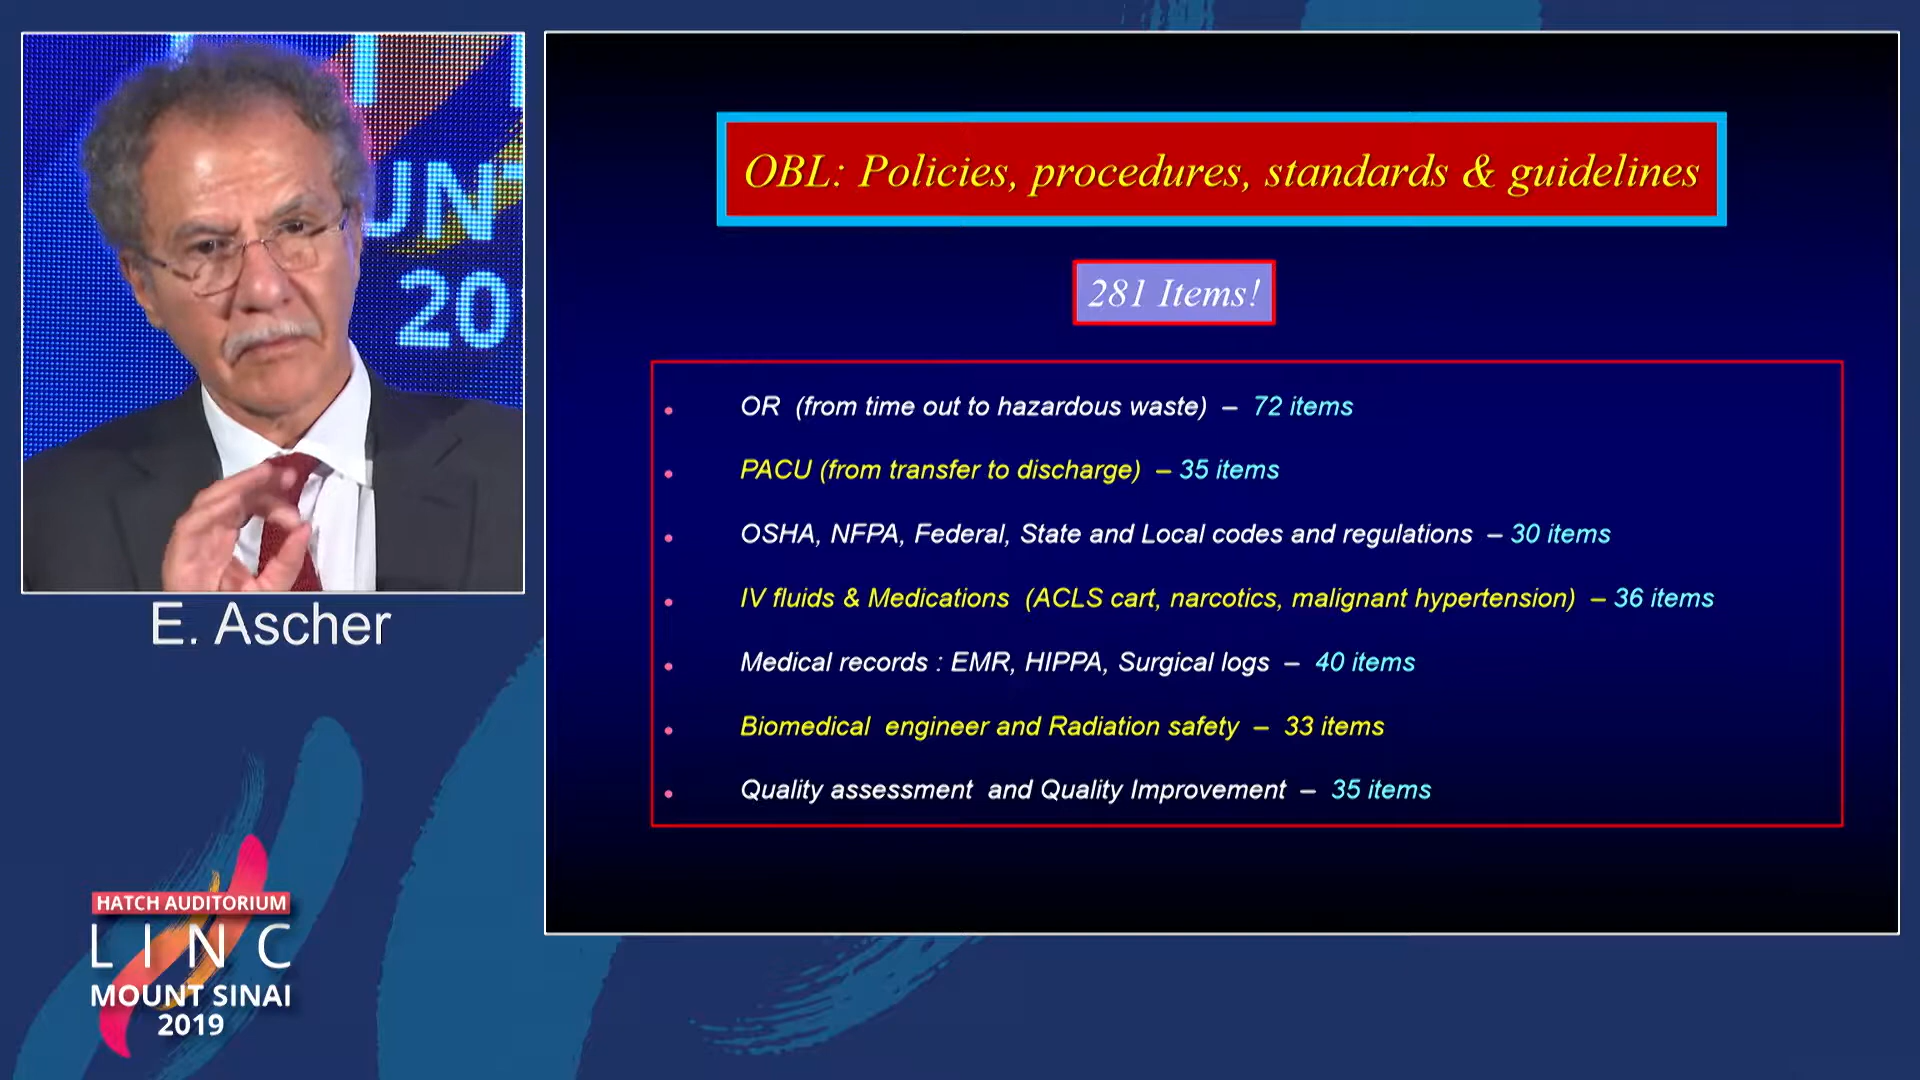 UN
20
E. Ascher
HATCH AUDITORIUM
LINC
MOUNT SINAI
2019
OBL: Policies, procedures, standards & guidelines
281 Items!
• OR (from time out to hazardous waste) – 72 items
• PACU (from transfer to discharge) – 35 items
• OSHA, NFPA, Federal, State and Local codes and regulations – 30 items
• IV fluids & Medications (ACLS cart, narcotics, malignant hypertension) – 36 items
• Medical records : EMR, HIPPA, Surgical logs – 40 items
• Biomedical engineer and Radiation safety – 33 items
• Quality assessment and Quality Improvement – 35 items